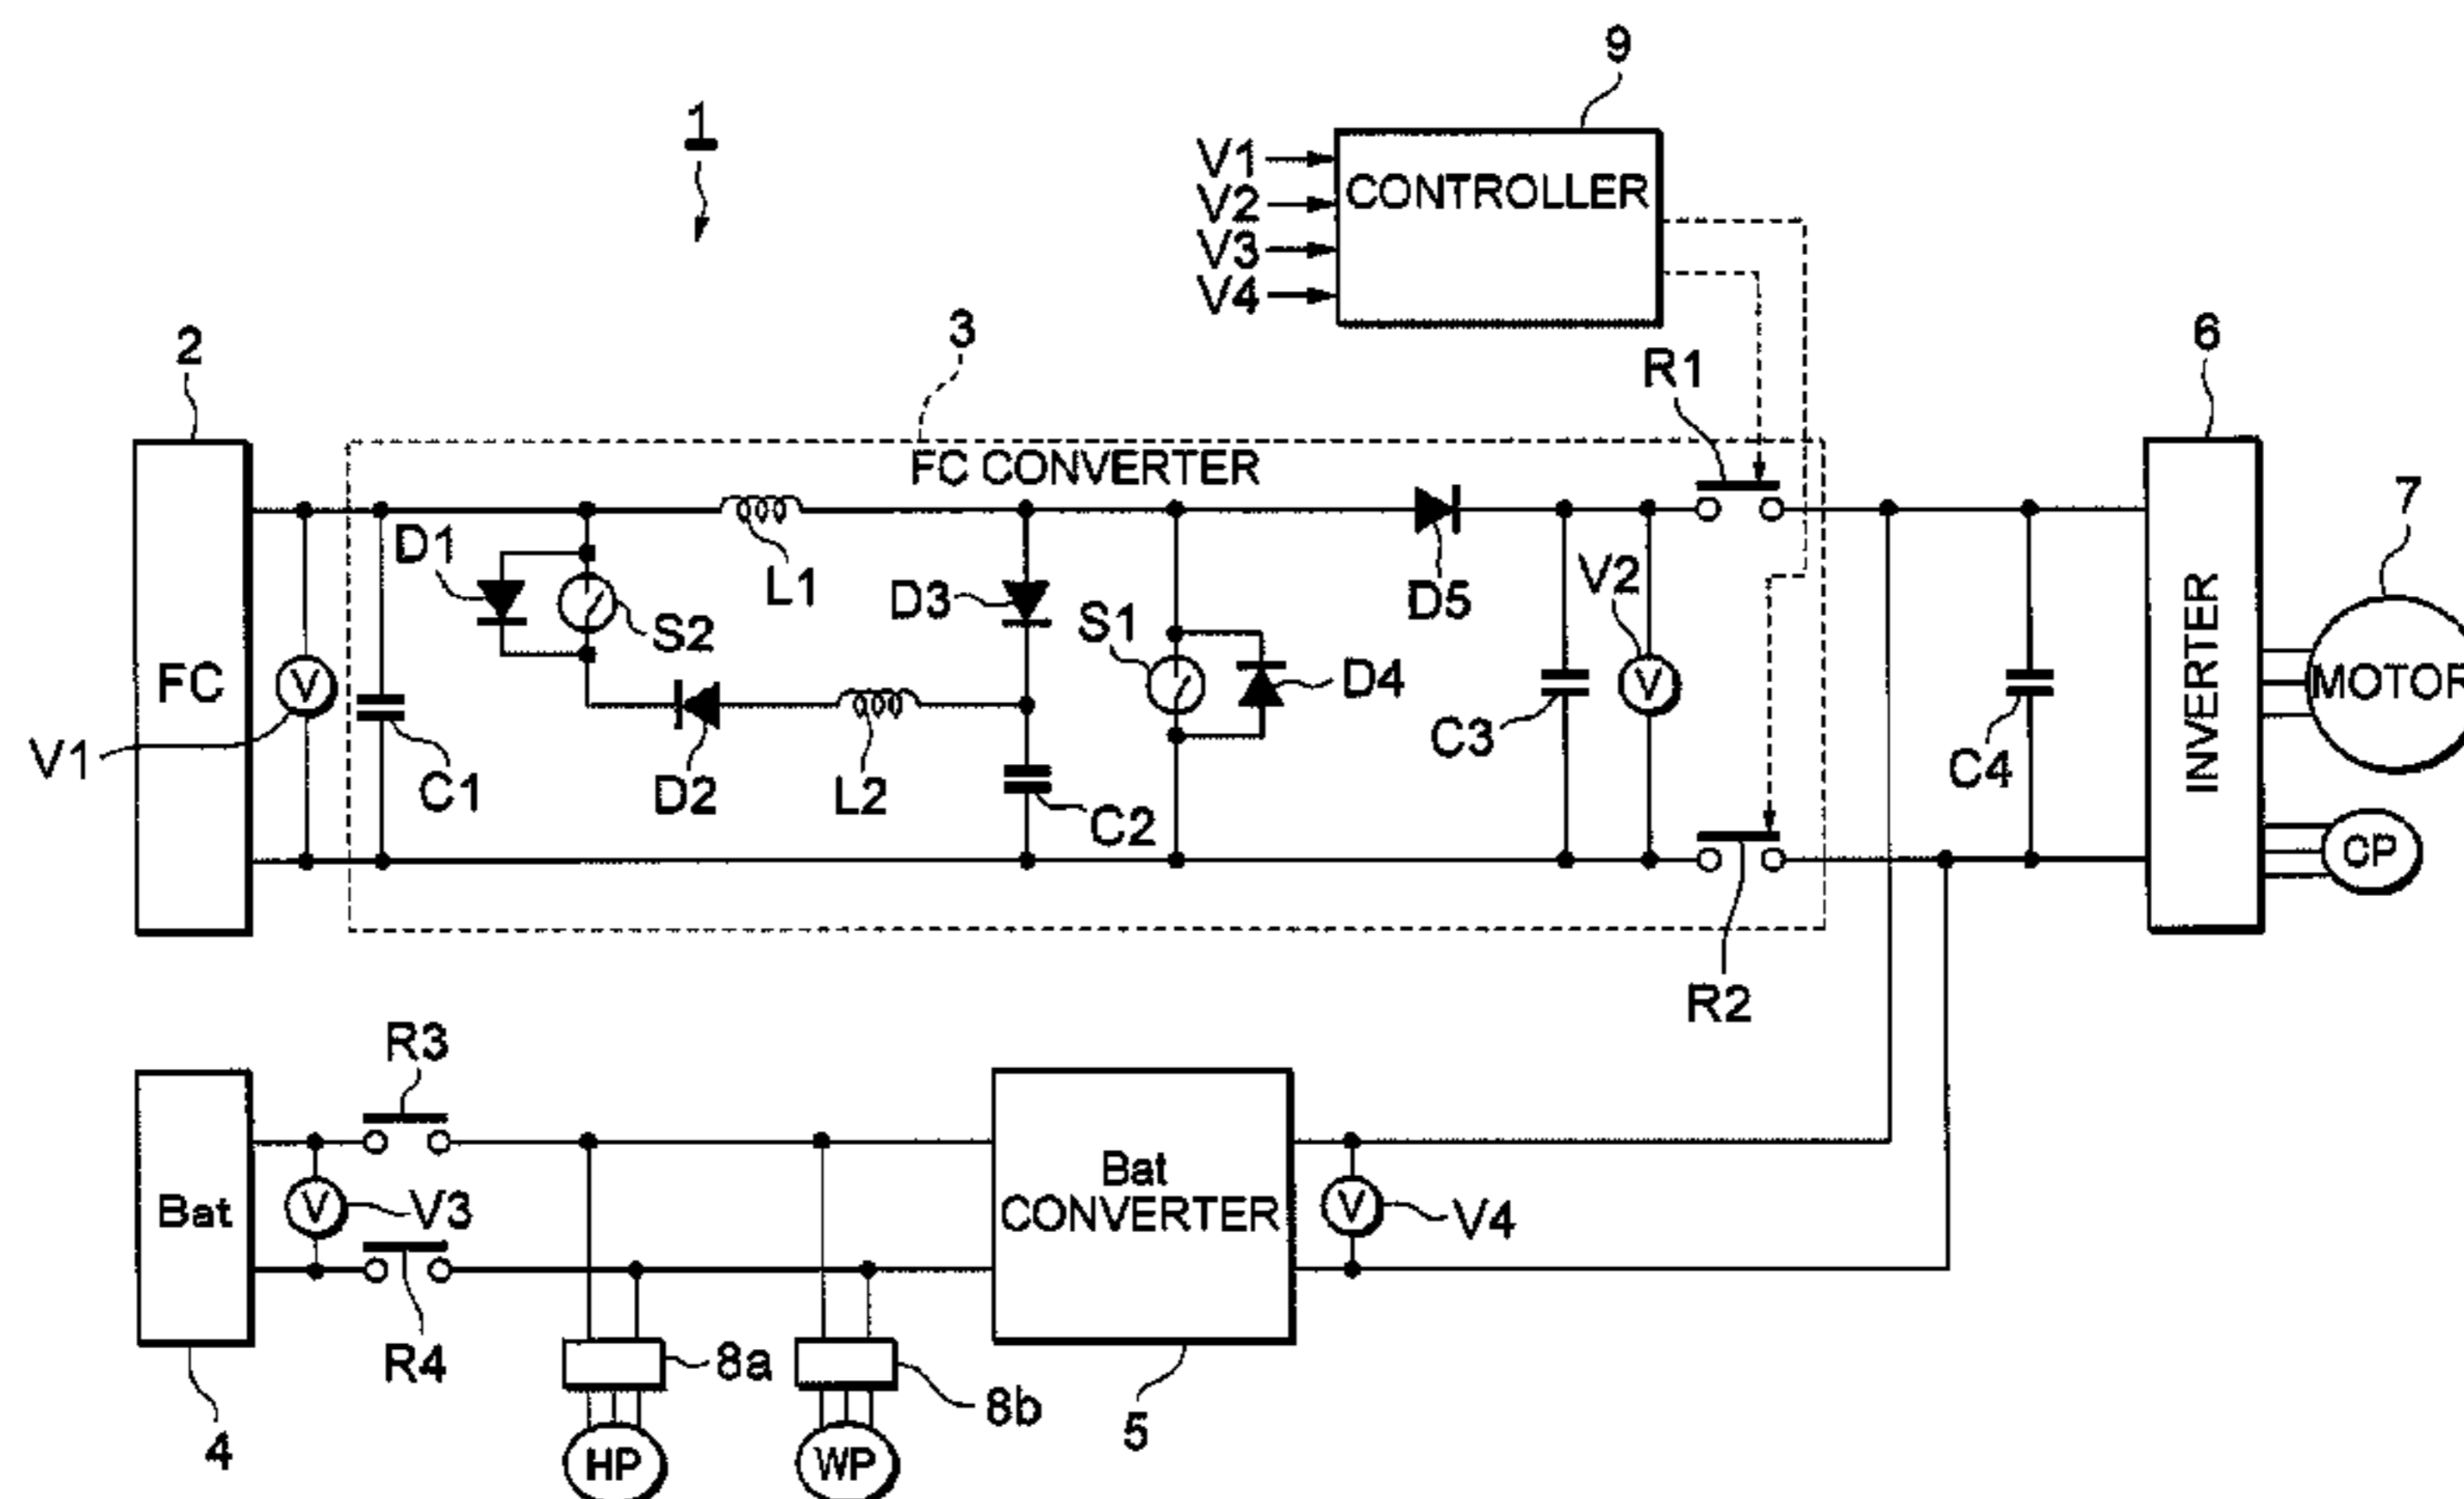 9
1
V1
V2
V3
V4
CONTROLLER
2
3
R1
6
FC CONVERTER
7
D1
S2
L1
D3
S1
D5
V2
D4
FC
V1
C1
D2
L2
C2
C3
C4
INVERTER
MOTOR
CP
R2
R3
Bat
V3
R4
Bat
CONVERTER
V4
8a
8b
4
5
HP
WP